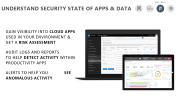 UNDERSTAND SECURITY STATE OF APPS & DATA
GAIN VISIBILITY INTO CLOUD APPS
USED IN YOUR ENVIRONMENT &
GET A RISK ASSESSMENT
AUDIT LOGS AND REPORTS
TO HELP DETECT ACTIVITY WITHIN
PRODUCTIVITY APPS
ALERTS TO HELP YOU SEE
ANOMALOUS ACTIVITY